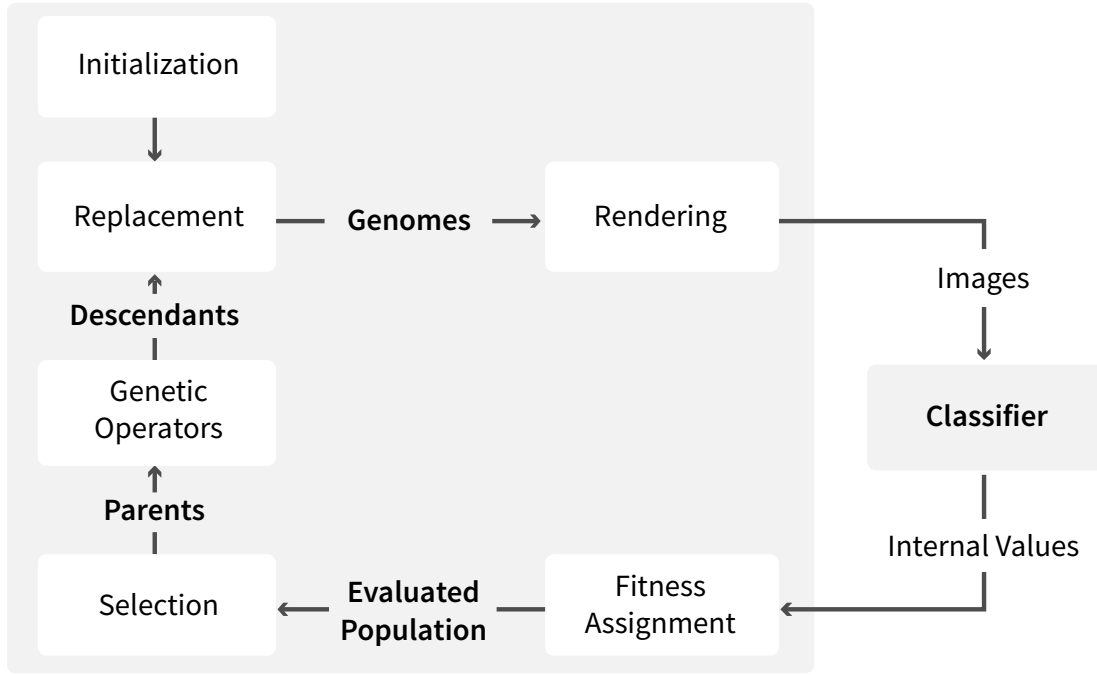 Initialization
Replacement
Genomes
Rendering
Images
Descendants
Genetic
Operators
Classifier
Parents
Internal Values
Selection
Evaluated
Population
Fitness
Assignment